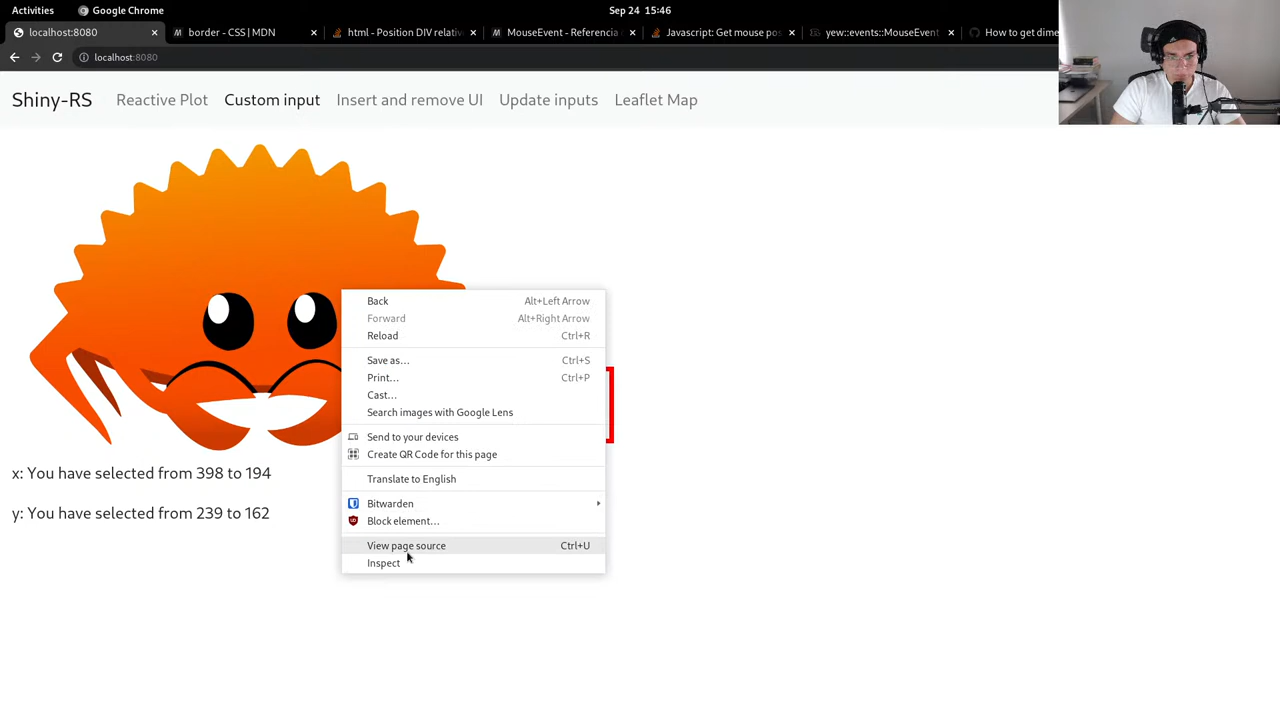 Activities Google Chrome Sep 24 15:46
localhost:8080 border - CSS | MDN html - Position DIV relativ MouseEvent - Referencia Javascript: Get mouse pos yew::events::MouseEvent How to get dime
localhost:8080
Shiny-RS Reactive Plot Custom input Insert and remove UI Update inputs Leaflet Map
Back Alt+Left Arrow
Forward Alt+Right Arrow
Reload Ctrl+R
Save as... Ctrl+S
Print... Ctrl+P
Cast...
Search images with Google Lens
Send to your devices
Create QR Code for this page
Translate to English
Bitwarden
Block element...
View page source Ctrl+U
Inspect
x: You have selected from 398 to 194
y: You have selected from 239 to 162